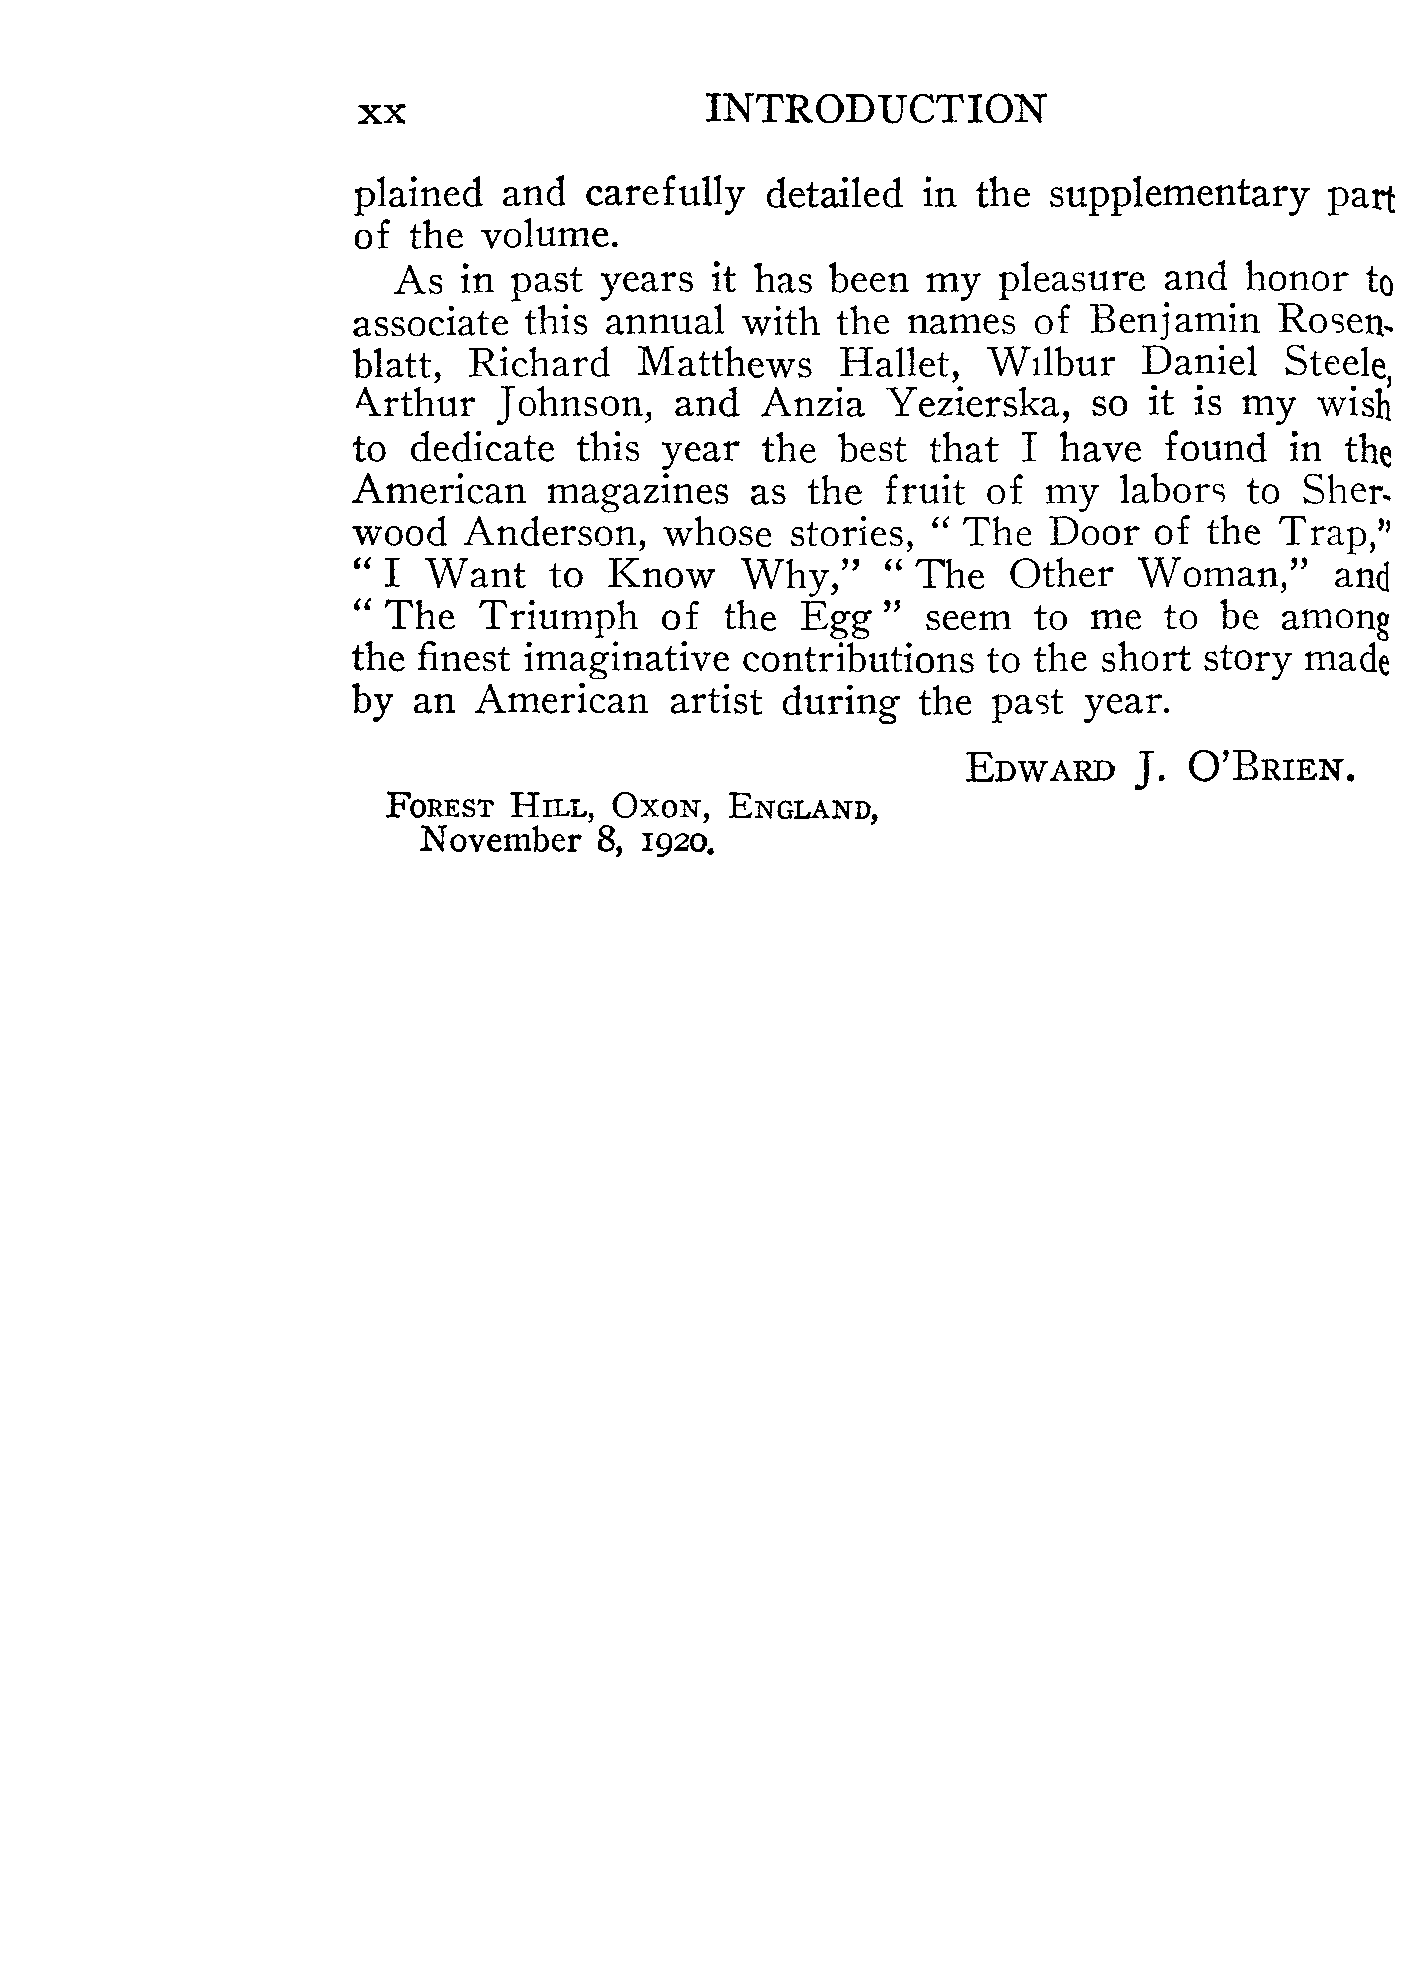 xx INTRODUCTION
plained and carefully detailed in the supplementary part
of the volume.
As in past years it has been my pleasure and honor to
associate this annual with the names of Benjamin Rosen-
blatt, Richard Matthews Hallet, Wilbur Daniel Steele,
Arthur Johnson, and Anzia Yezierska, so it is my wish
to dedicate this year the best that I have found in the
American magazines as the fruit of my labors to Sher-
wood Anderson, whose stories, “ The Door of the Trap,”
“ I Want to Know Why,” “ The Other Woman,” and
“ The Triumph of the Egg ” seem to me to be among
the finest imaginative contributions to the short story made
by an American artist during the past year.
EDWARD J. O’BRIEN.
FOREST HILL, OXON, ENGLAND,
November 8, 1920.